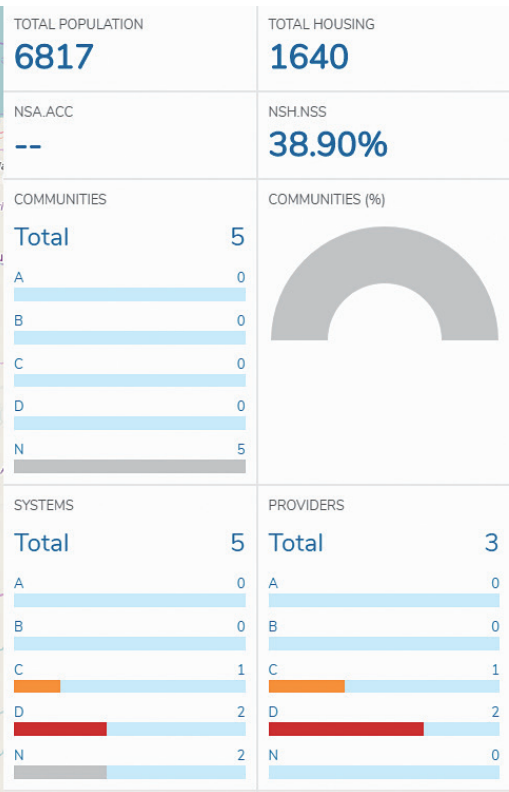 TOTAL POPULATION
6817
TOTAL HOUSING
1640
NSA.ACC
--
NSH.NSS
38.90%
COMMUNITIES
Total 5
A 0
B 0
C 0
D 0
N 5
COMMUNITIES (%)
SYSTEMS
Total 5
A 0
B 0
C 1
D 2
N 2
PROVIDERS
Total 3
A 0
B 0
C 1
D 2
N 0